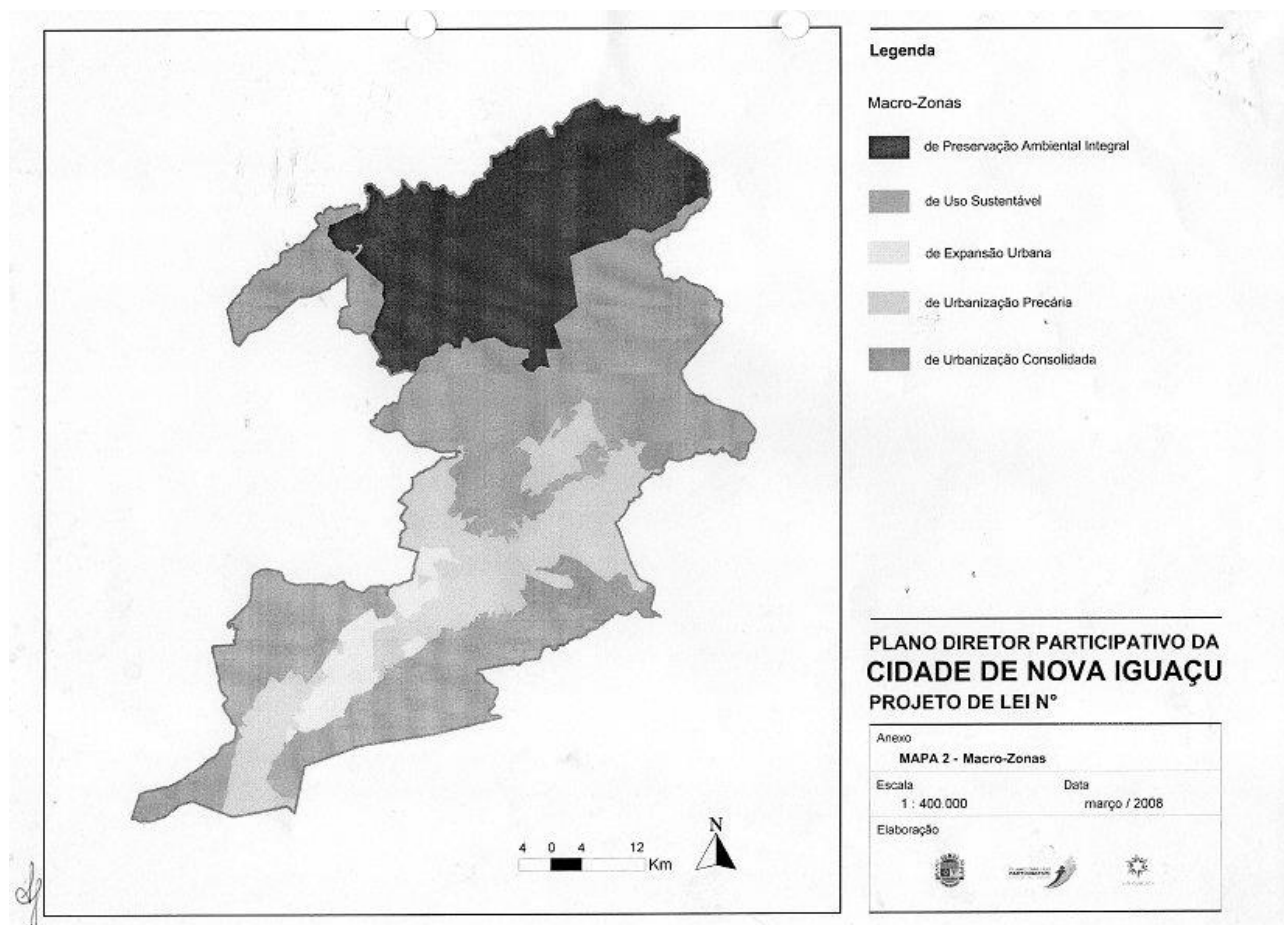 Legenda
Macro-Zonas
de Preservação Ambiental Integral
de Uso Sustentável
de Expansão Urbana
de Urbanização Precária
de Urbanização Consolidada
PLANO DIRETOR PARTICIPATIVO DA
CIDADE DE NOVA IGUAÇU
PROJETO DE LEI Nº
Anexo
MAPA 2 - Macro-Zonas
Escala
Data
1 : 400.000
março / 2008
Elaboração
PARTICIPATIVO
N
4 0 4 12
Km